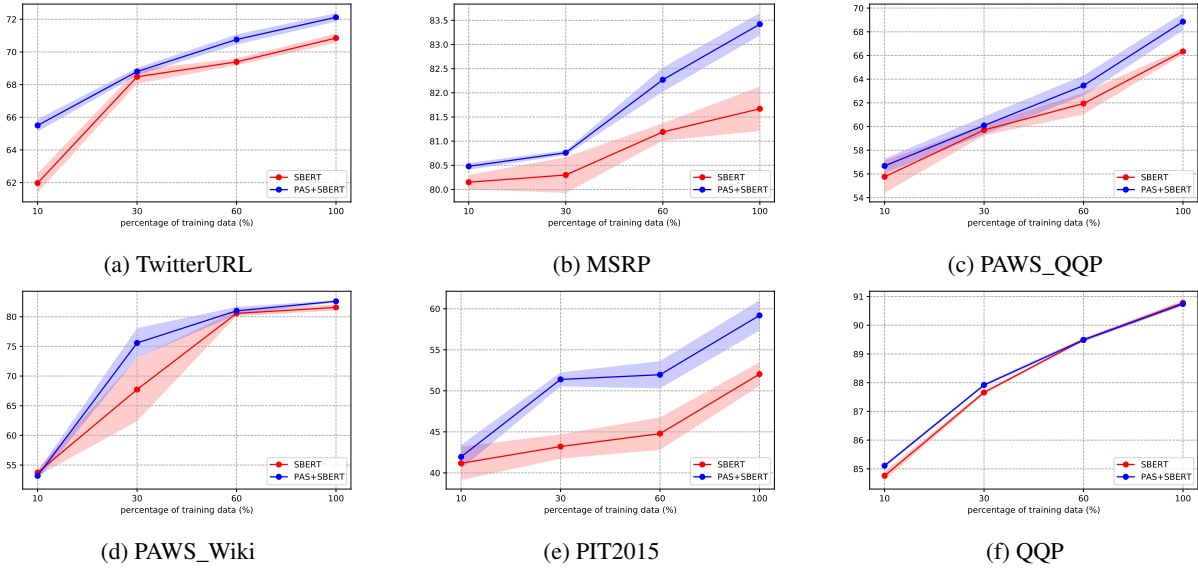 72
70
68
66
64
62
10
30
60
100
percentage of training data (%)
SBERT
PAS+SBERT
(a) TwitterURL
83.5
83.0
82.5
82.0
81.5
81.0
80.5
80.0
10
30
60
100
percentage of training data (%)
SBERT
PAS+SBERT
(b) MSRP
70
68
66
64
62
60
58
56
54
10
30
60
100
percentage of training data (%)
SBERT
PAS+SBERT
(c) PAWS_QQP
80
75
70
65
60
55
10
30
60
100
percentage of training data (%)
SBERT
PAS+SBERT
(d) PAWS_Wiki
60
55
50
45
40
10
30
60
100
percentage of training data (%)
SBERT
PAS+SBERT
(e) PIT2015
91
90
89
88
87
86
85
10
30
60
100
percentage of training data (%)
SBERT
PAS+SBERT
(f) QQP